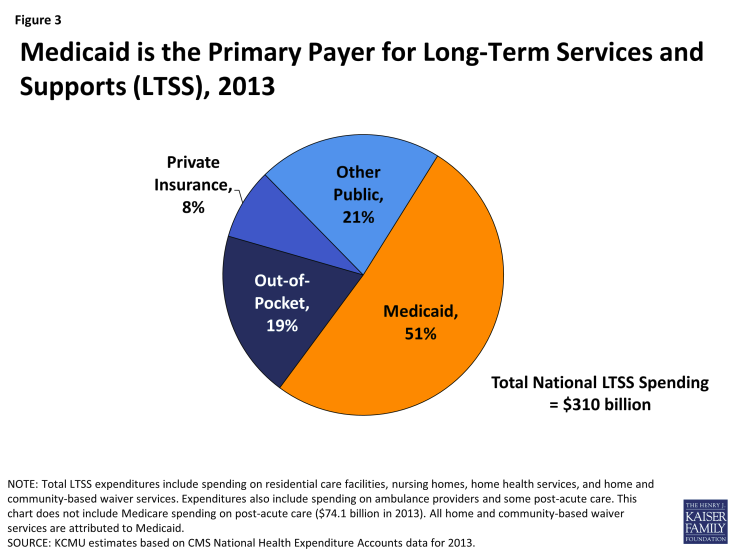 Figure 3
Medicaid is the Primary Payer for Long-Term Services and
Supports (LTSS), 2013
Private
Insurance,
8%
Other
Public,
21%
Out-of-
Pocket,
19%
Medicaid,
51%
Total National LTSS Spending
= $310 billion
NOTE: Total LTSS expenditures include spending on residential care facilities, nursing homes, home health services, and home and
community-based waiver services. Expenditures also include spending on ambulance providers and some post-acute care. This
chart does not include Medicare spending on post-acute care ($74.1 billion in 2013). All home and community-based waiver
services are attributed to Medicaid.
SOURCE: KCMU estimates based on CMS National Health Expenditure Accounts data for 2013.
THE HENRY J.
KAISER
FAMILY
FOUNDATION